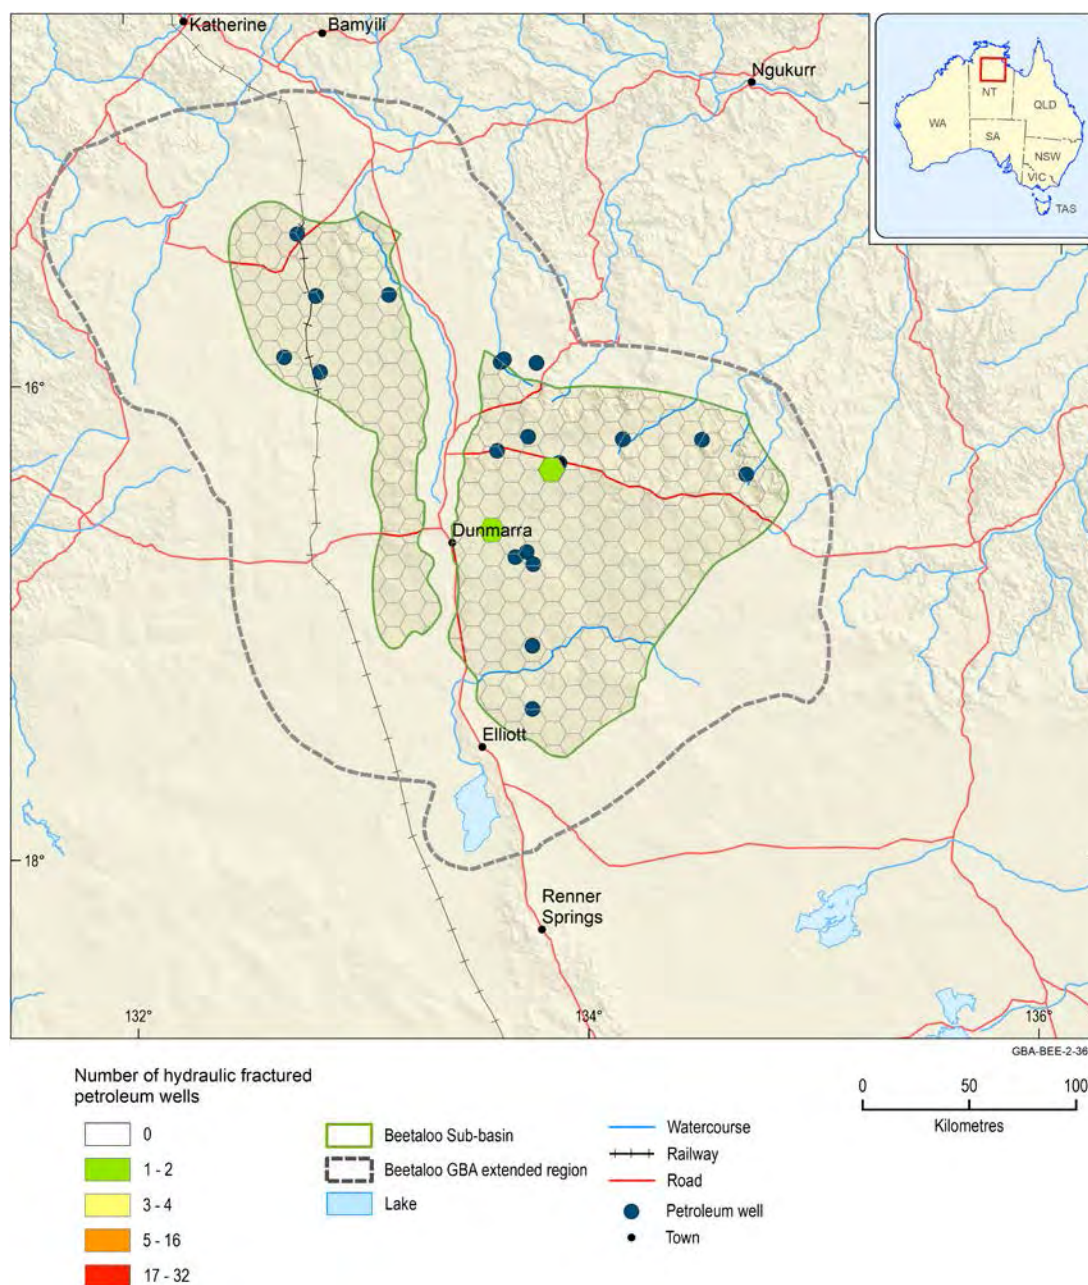 Katherine
Bamyili
Ngukurr
NT
QLD
WA
SA
NSW
VIC
TAS
16°
Dunmarra
Elliott
18°
Renner
Springs
132°
134°
136°
GBA-BEE-2-36
Number of hydraulic fractured
petroleum wells
0
1 - 2
3 - 4
5 - 16
17 - 32
Beetaloo Sub-basin
Beetaloo GBA extended region
Lake
Watercourse
Railway
Road
Petroleum well
Town
0 50 100
Kilometres